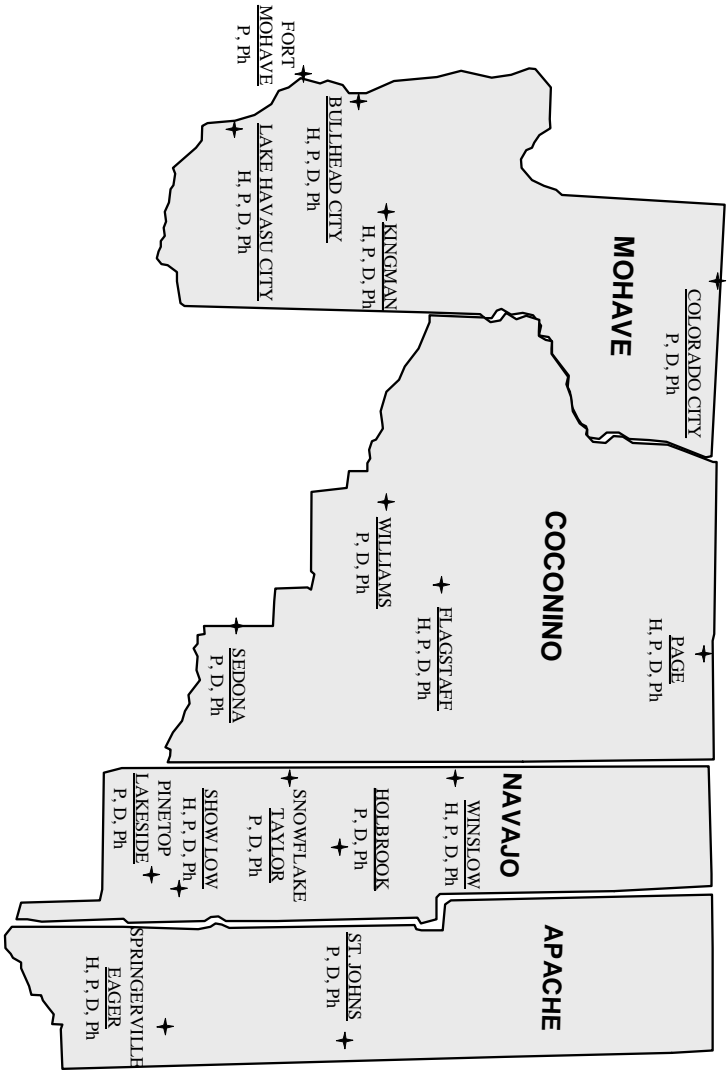 MOHAVE
COLORADO CITY
P, D, Ph
KINGMAN
H, P, D, Ph
BULLHEAD CITY
H, P, D, Ph
FORT
MOHAVE
P, Ph
LAKE HAVASU CITY
H, P, D, Ph
COCONINO
PAGE
H, P, D, Ph
FLAGSTAFF
H, P, D, Ph
WILLIAMS
P, D, Ph
SEDONA
P, D, Ph
NAVAJO
WINSLOW
H, P, D, Ph
HOLBROOK
P, D, Ph
SNOWFLAKE
TAYLOR
P, D, Ph
SHOW LOW
H, P, D, Ph
PINETOP
LAKESIDE
P, D, Ph
APACHE
ST. JOHNS
P, D, Ph
SPRINGERVILLE
EAGER
H, P, D, Ph